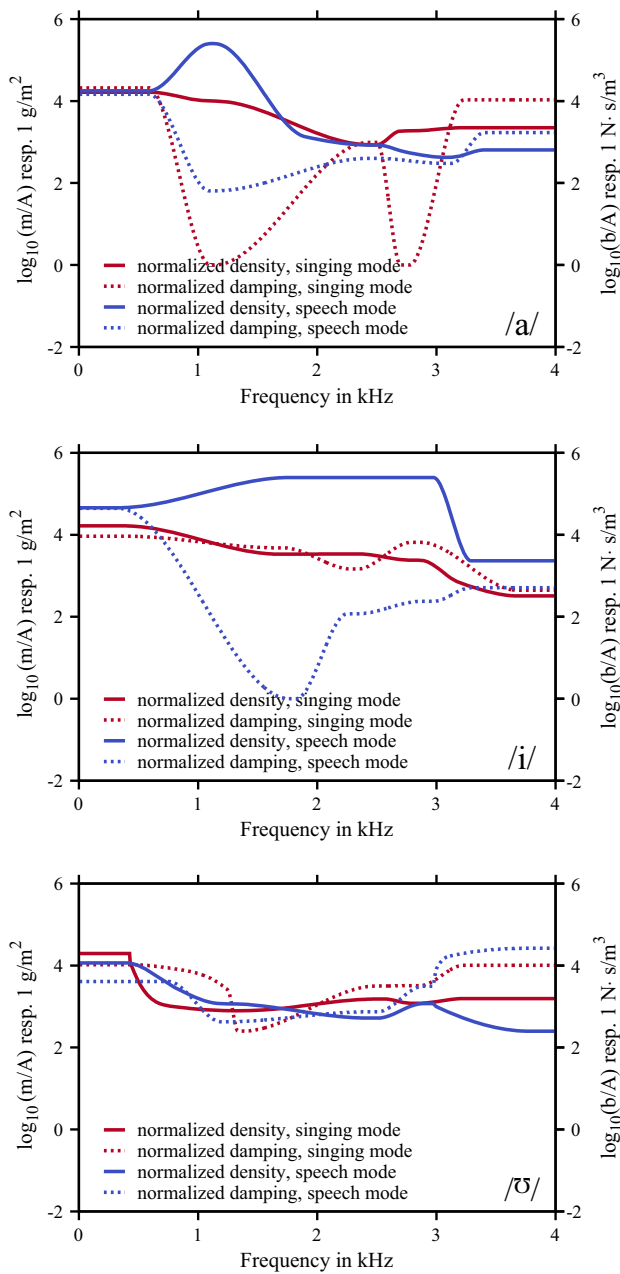 6
6
4
4
2
2
0
0
-2
-2
log10(m/A) resp. 1 g/m2
log10(b/A) resp. 1 N· s/m3
normalized density, singing mode
normalized damping, singing mode
normalized density, speech mode
normalized damping, speech mode
/a/
0 1 2 3 4
Frequency in kHz
6
6
4
4
2
2
0
0
-2
-2
log10(m/A) resp. 1 g/m2
log10(b/A) resp. 1 N· s/m3
normalized density, singing mode
normalized damping, singing mode
normalized density, speech mode
normalized damping, speech mode
/i/
0 1 2 3 4
Frequency in kHz
6
6
4
4
2
2
0
0
-2
-2
log10(m/A) resp. 1 g/m2
log10(b/A) resp. 1 N· s/m3
normalized density, singing mode
normalized damping, singing mode
normalized density, speech mode
normalized damping, speech mode
/ʊ/
0 1 2 3 4
Frequency in kHz